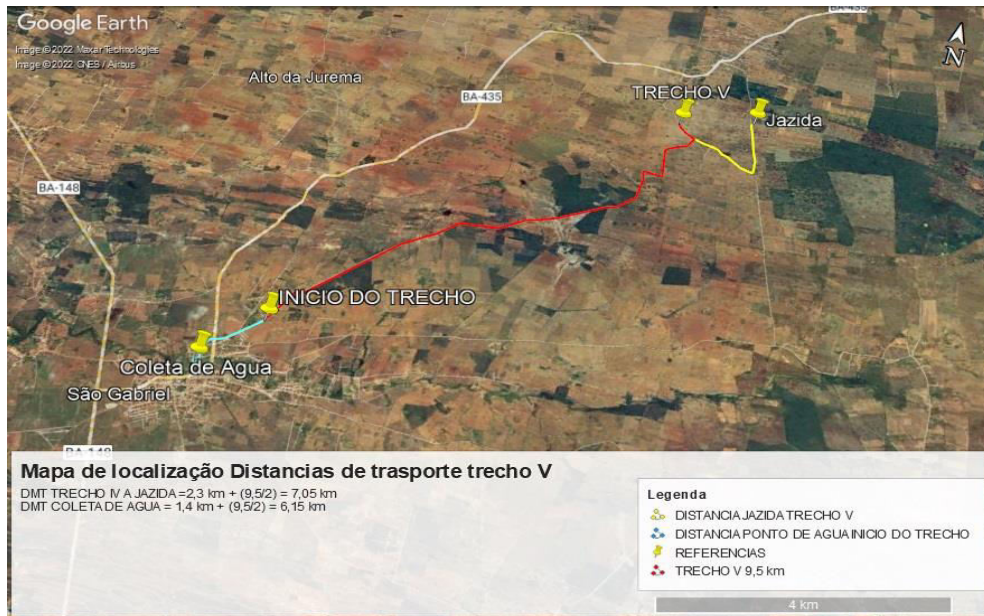 Google Earth
Image © 2022 Maxar Technologies
Image © 2022 CNES / Airbus
BA-435
N
Alto da Jurema
BA-435
TRECHO V
Jazida
BA-148
INICIO DO TRECHO
Coleta de Agua
São Gabriel
BA-148
Mapa de localização Distancias de trasporte trecho V
DMT TRECHO IV A JAZIDA =2,3 km + (9,5/2) = 7,05 km
DMT COLETA DE AGUA = 1,4 km + (9,5/2) = 6,15 km
Legenda
DISTANCIA JAZIDA TRECHO V
DISTANCIA PONTO DE AGUA INICIO DO TRECHO
REFERENCIAS
TRECHO V 9,5 km
4 km